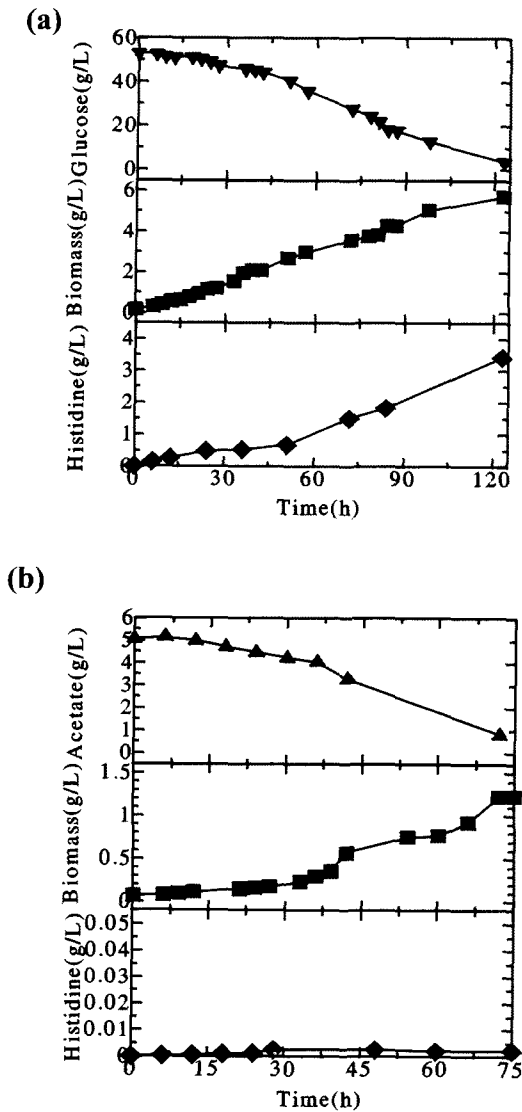 (a)
Glucose(g/L)
60
40
20
0
Biomass(g/L)
6
4
2
0
Histidine(g/L)
4
3
2
1
0
0 30 60 90 120
Time(h)
(b)
Acetate(g/L)
6
5
4
3
2
1
0
Biomass(g/L)
1.5
1
0.5
0
Histidine(g/L)
0.05
0.04
0.03
0.02
0.01
0
0 15 30 45 60 75
Time(h)